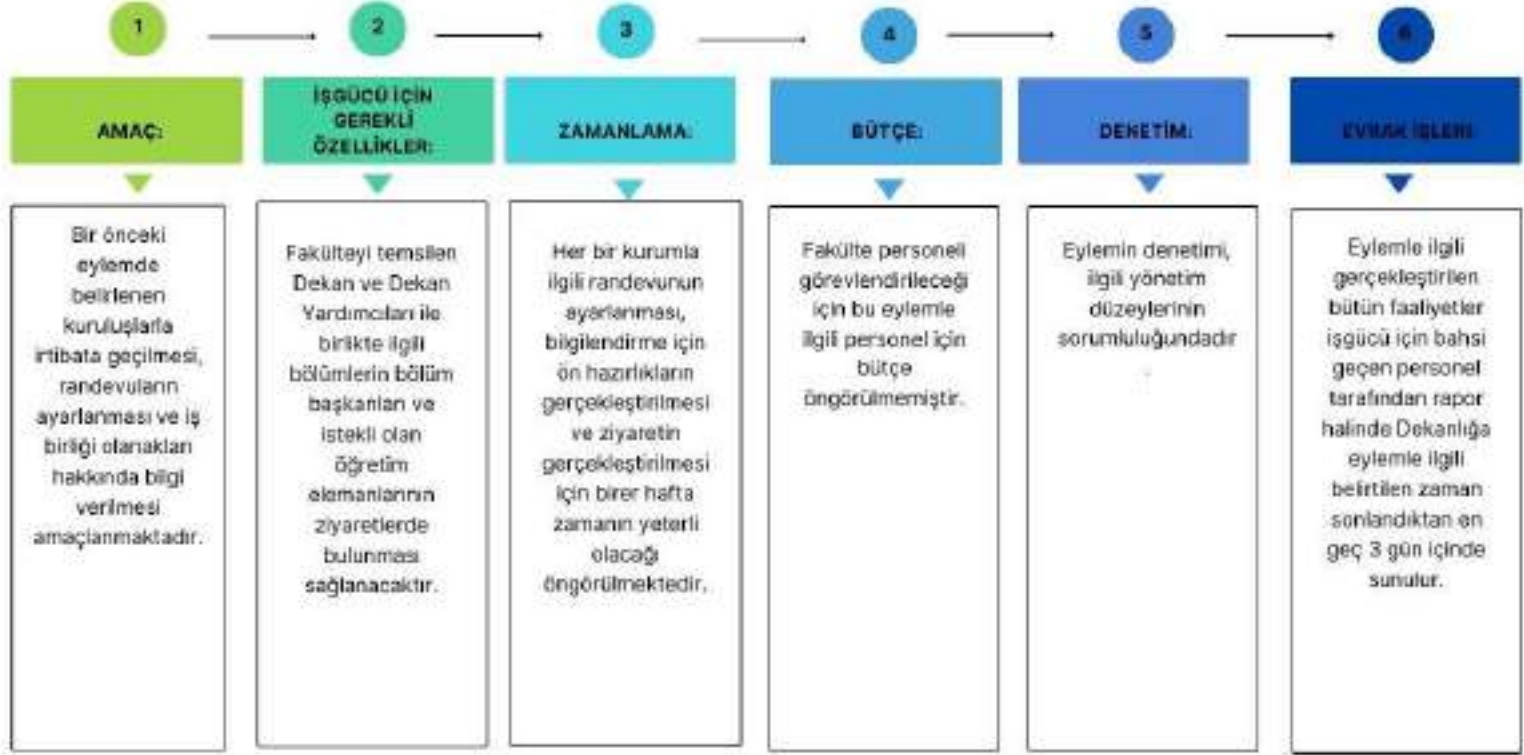 1
2
3
4
5
6
AMAÇ:
İŞGÜCÜ İÇİN
GEREKLİ
ÖZELLİKLER:
ZAMANLAMA:
BÜTÇE:
DENETİM:
EVRAK İŞLERİ:
Bir önceki
eylemde
belirlenen
kuruluşlarla
irtibata geçilmesi,
randevuların
ayarlanması ve iş
birliği olanakları
hakkında bilgi
verilmesi
amaçlanmaktadır.
Fakülteyi temsilen
Dekan ve Dekan
Yardımcıları ile
birlikte ilgili
bölümlerin bölüm
başkanları ve
istekli olan
öğretim
elemanlarının
ziyaretlerde
bulunması
sağlanacaktır.
Her bir kurumla
ilgili randevunun
ayarlanması,
bilgilendirme için
ön hazırlıkların
gerçekleştirilmesi
ve ziyaretin
gerçekleştirilmesi
için birer hafta
zamanın yeterli
olacağı
öngörülmektedir.
Fakülte personeli
görevlendirileceği
için bu eylemle
ilgili personel için
bütçe
öngörülmemiştir.
Eylemin denetimi,
ilgili yönetim
düzeylerinin
sorumluluğundadır
.
Eylemle ilgili
gerçekleştirilen
bütün faaliyetler
işgücü için bahsi
geçen personel
tarafından rapor
halinde Dekanlığa
eylemle ilgili
belirtilen zaman
sonlandıktan en
geç 3 gün içinde
sunulur.